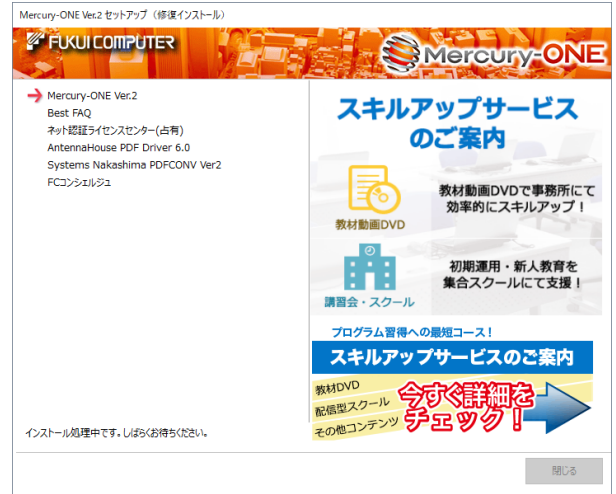 Mercury-ONE Ver.2 セットアップ（修復インストール）
FUKUI COMPUTER
Mercury-ONE
Mercury-ONE Ver.2
Best FAQ
ネット認証ライセンスセンター(占有)
AntennaHouse PDF Driver 6.0
Systems Nakashima PDFCONV Ver2
FCコンシェルジュ
スキルアップサービス
のご案内
教材動画DVD
教材動画DVDで事務所にて
効率的にスキルアップ！
講習会・スクール
初期運用・新人教育を
集合スクールにて支援！
プログラム習得への最短コース！
スキルアップサービスのご案内
教材DVD
配信型スクール
その他コンテンツ
今すぐ詳細を
チェック！
インストール処理中です。しばらくお待ちください。
閉じる